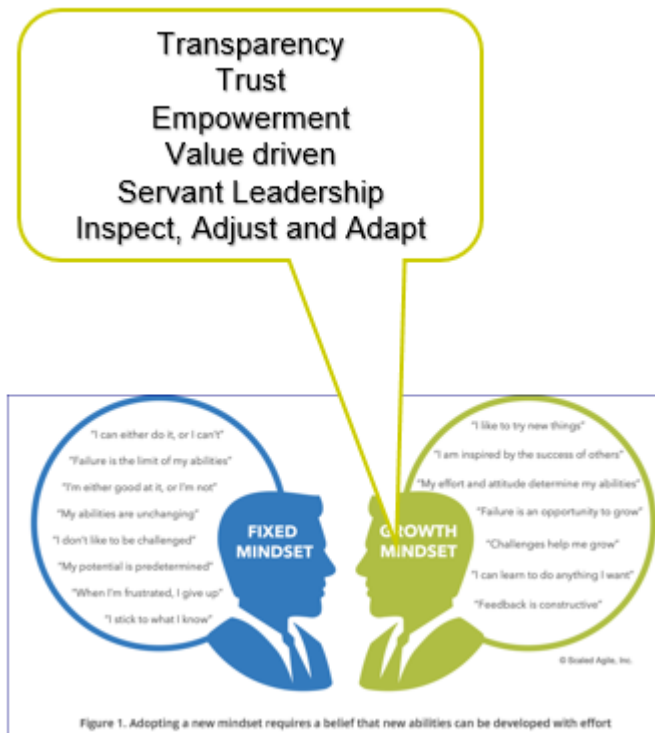 Transparency
Trust
Empowerment
Value driven
Servant Leadership
Inspect, Adjust and Adapt
"I can either do it, or I can't"
"Failure is the limit of my abilities"
"I'm either good at it, or I'm not"
"My abilities are unchanging"
"I don't like to be challenged"
"My potential is predetermined"
"When I'm frustrated, I give up"
"I stick to what I know"
FIXED
MINDSET
GROWTH
MINDSET
"I like to try new things"
"I am inspired by the success of others"
"My effort and attitude determine my abilities"
"Failure is an opportunity to grow"
"Challenges help me grow"
"I can learn to do anything I want"
"Feedback is constructive"
© Scaled Agile, Inc.
Figure 1. Adopting a new mindset requires a belief that new abilities can be developed with effort